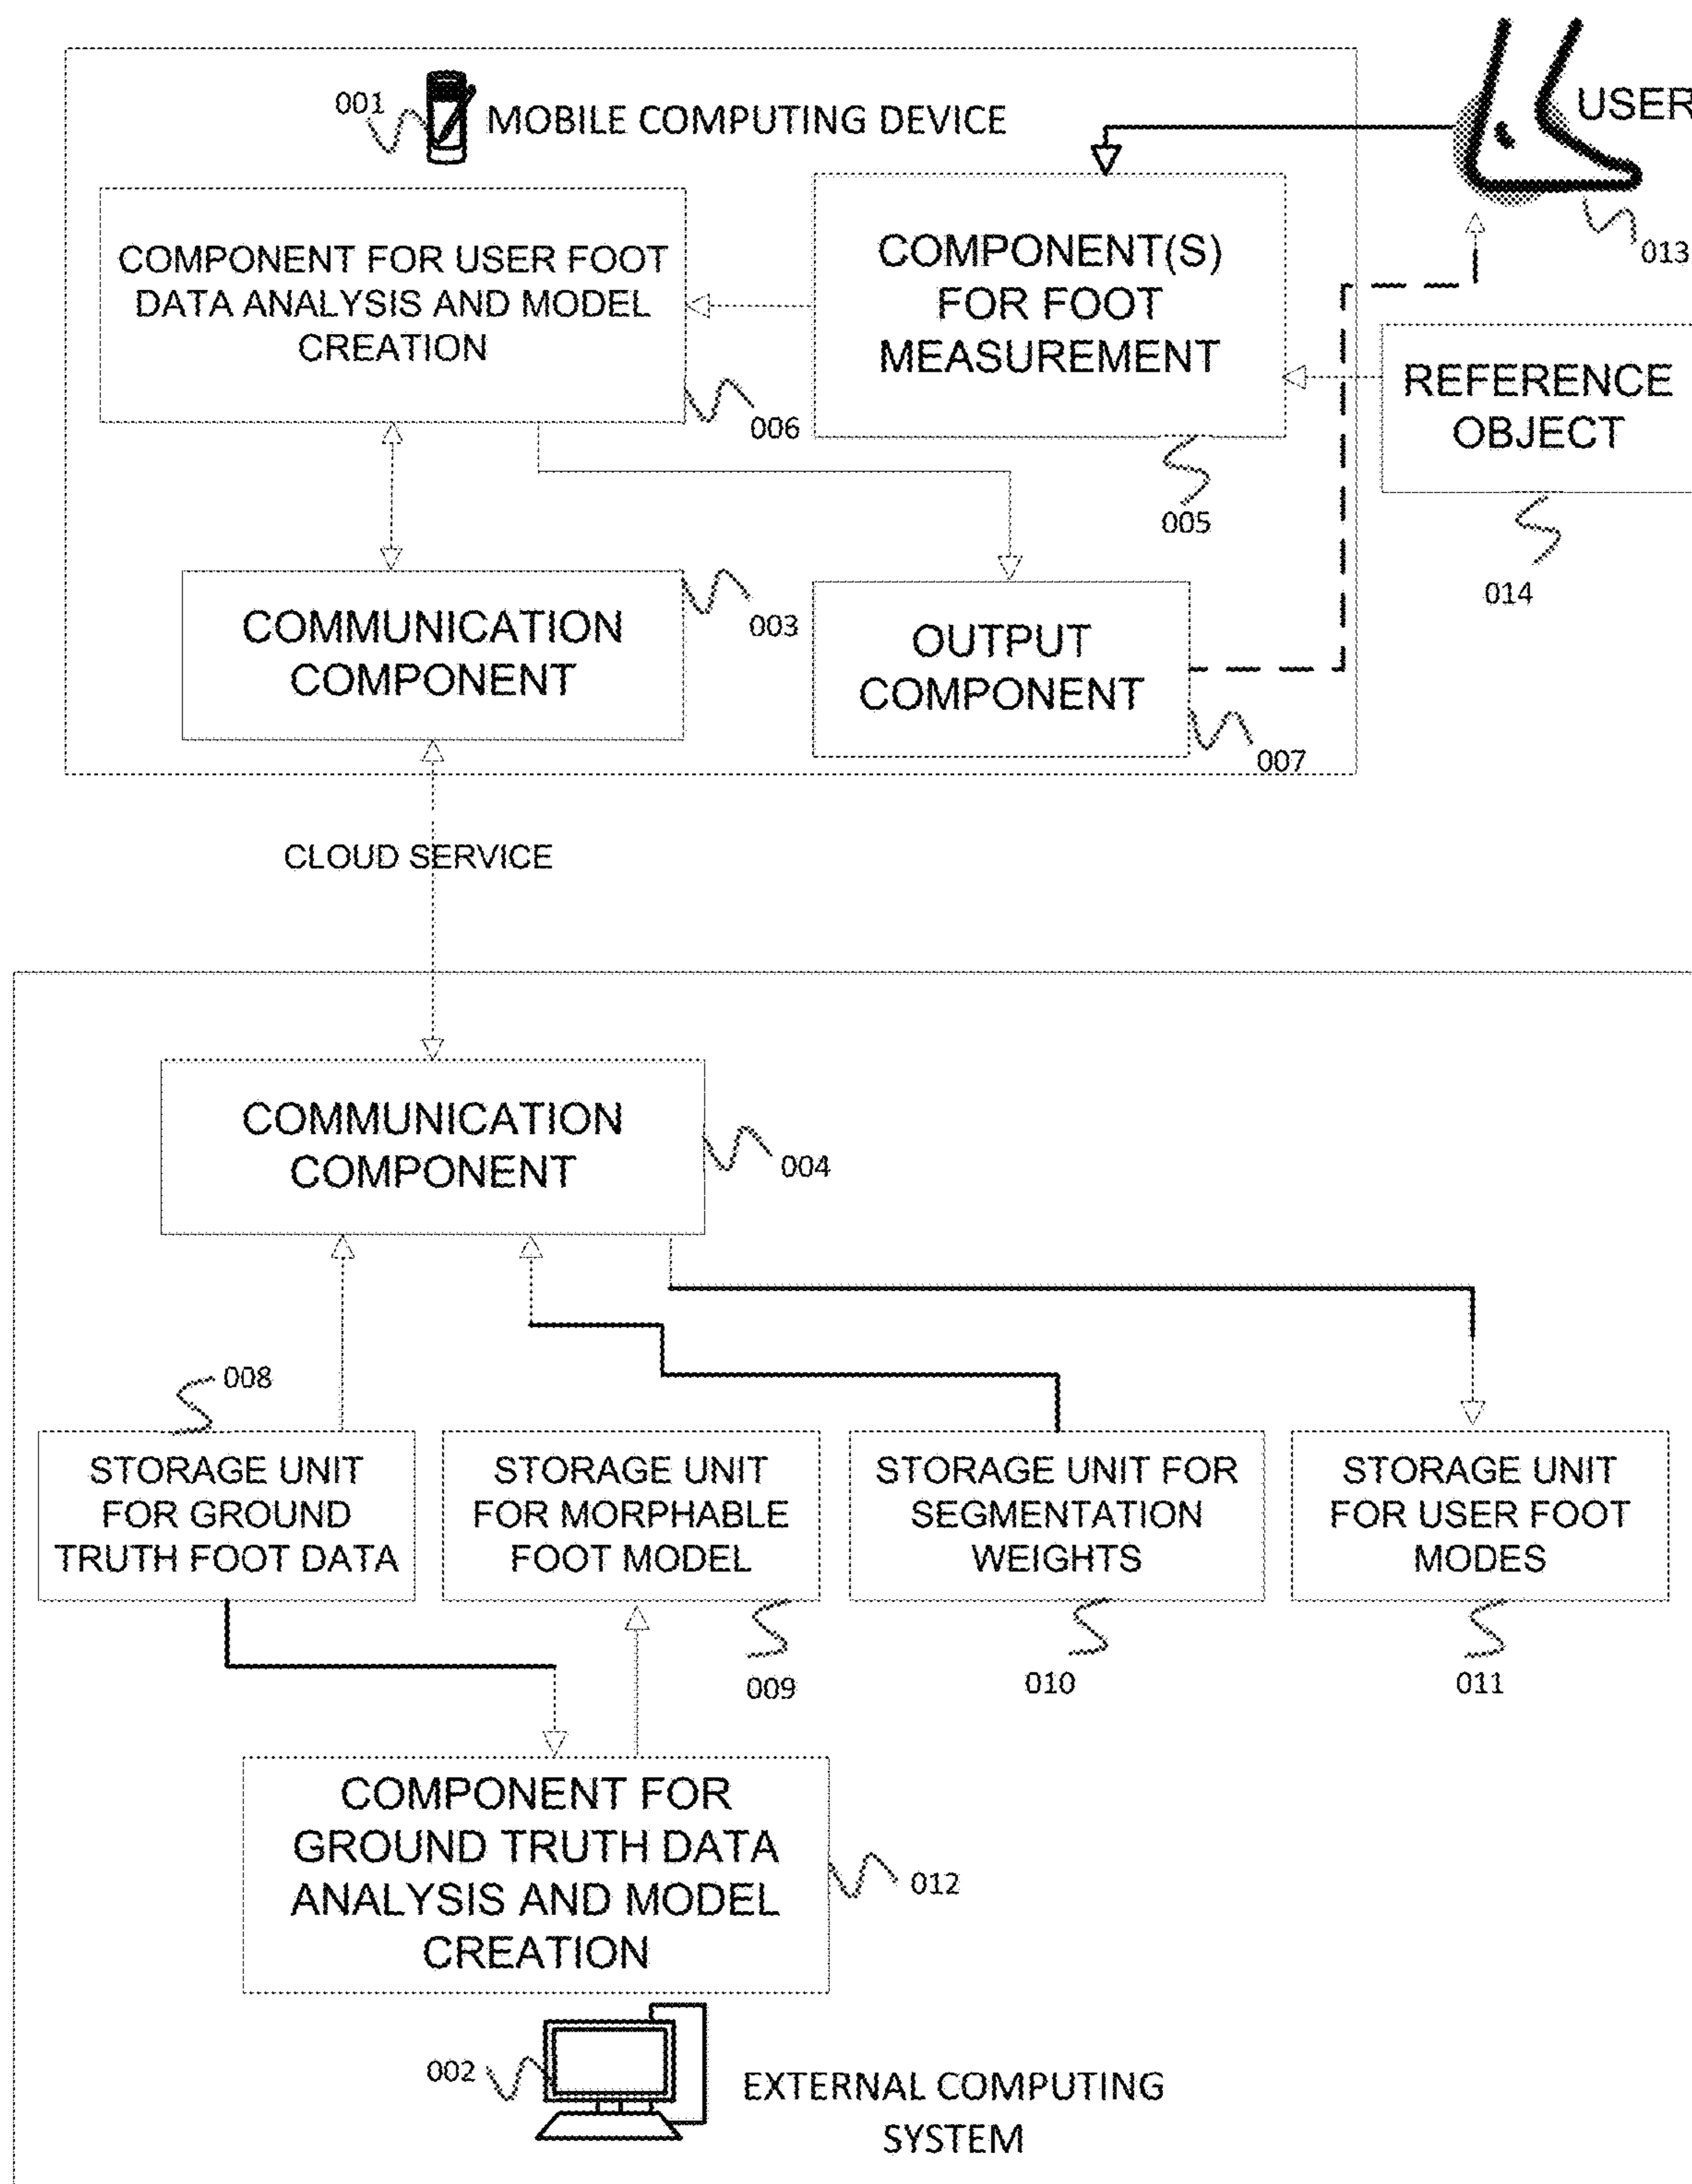 001
MOBILE COMPUTING DEVICE
USER
013
COMPONENT FOR USER FOOT
DATA ANALYSIS AND MODEL
CREATION
006
COMPONENT(S)
FOR FOOT
MEASUREMENT
005
REFERENCE
OBJECT
014
COMMUNICATION
COMPONENT
003
OUTPUT
COMPONENT
007
CLOUD SERVICE
COMMUNICATION
COMPONENT
004
008
STORAGE UNIT
FOR GROUND
TRUTH FOOT DATA
STORAGE UNIT
FOR MORPHABLE
FOOT MODEL
009
STORAGE UNIT FOR
SEGMENTATION
WEIGHTS
010
STORAGE UNIT
FOR USER FOOT
MODES
011
COMPONENT FOR
GROUND TRUTH DATA
ANALYSIS AND MODEL
CREATION
012
002
EXTERNAL COMPUTING
SYSTEM